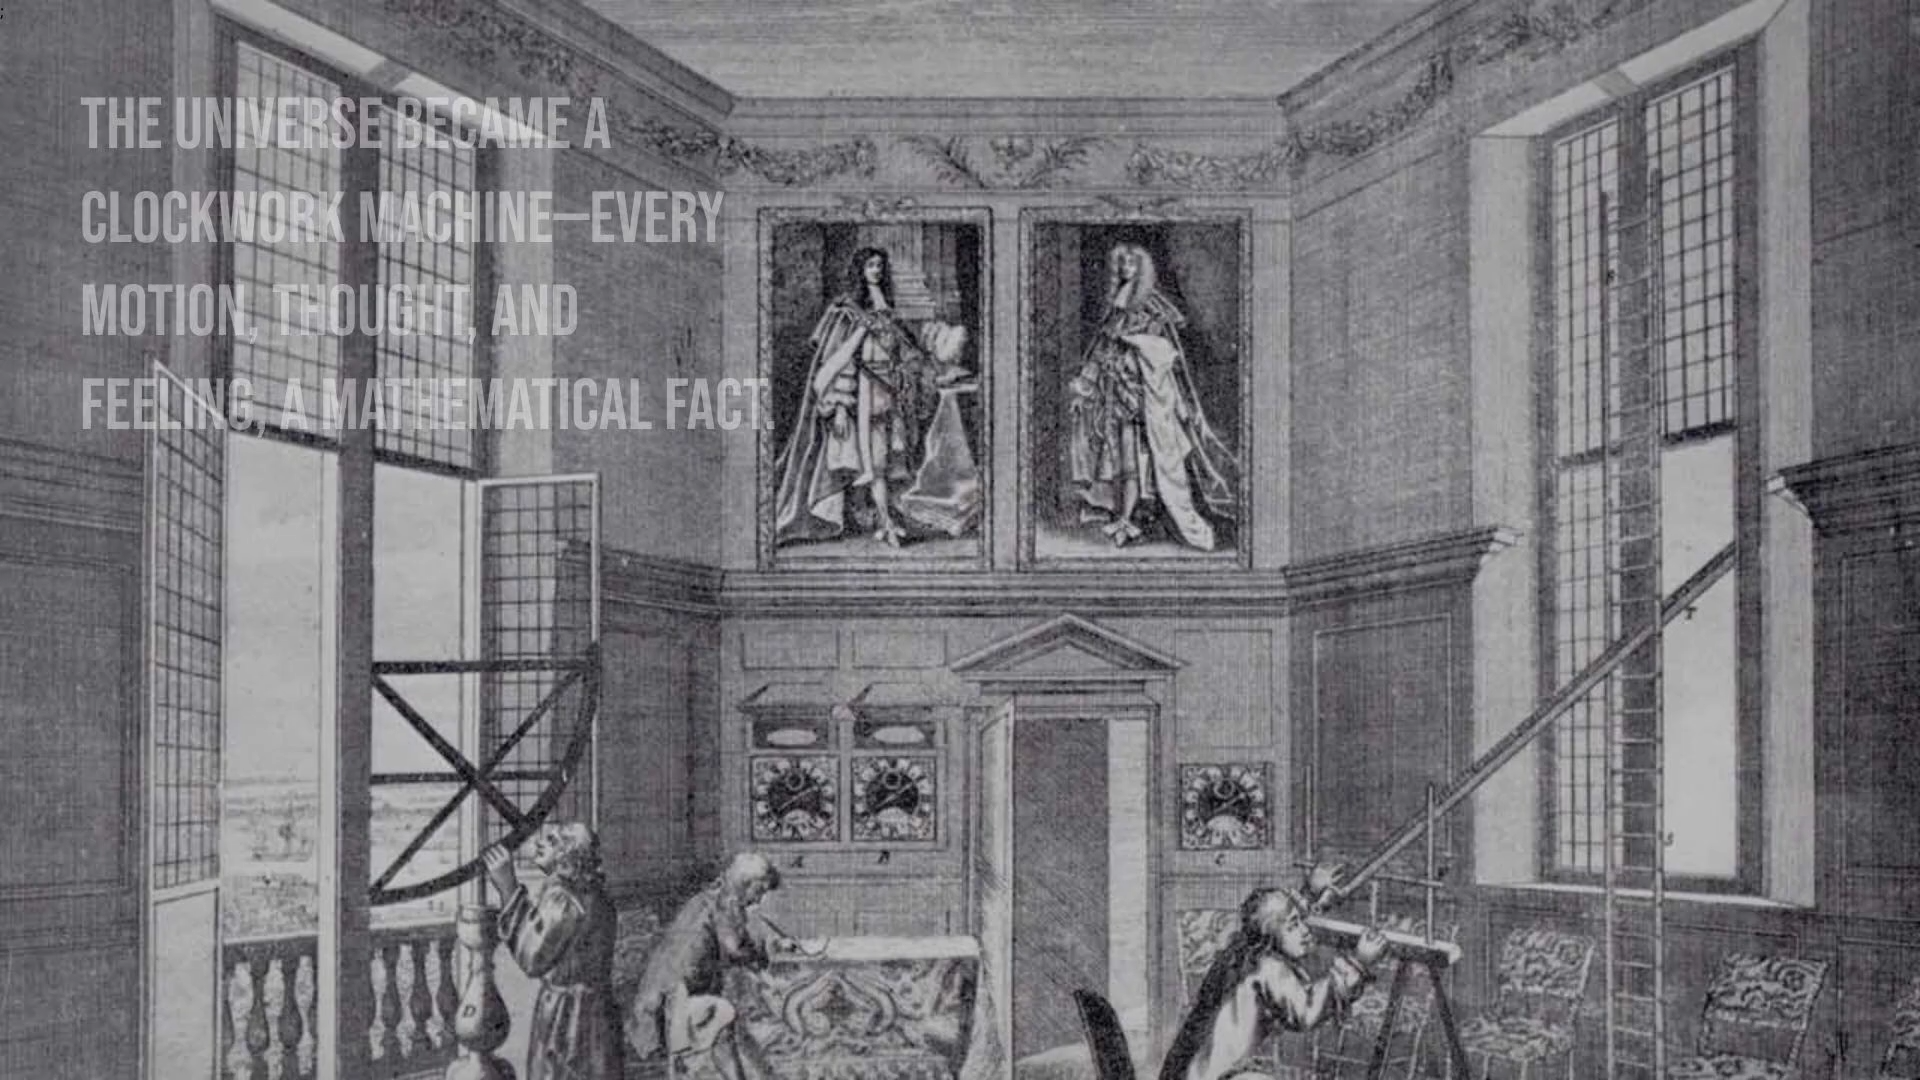 THE UNIVERSE BECAME A
CLOCKWORK MACHINE—EVERY
MOTION, THOUGHT, AND
FEELING, A MATHEMATICAL FACT.
A
B
C
D
T
S